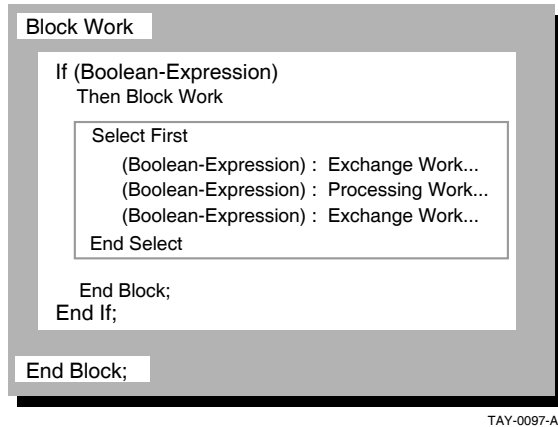 Block Work
If (Boolean-Expression)
Then Block Work
Select First
(Boolean-Expression) : Exchange Work...
(Boolean-Expression) : Processing Work...
(Boolean-Expression) : Exchange Work...
End Select
End Block;
End If;
End Block;
TAY-0097-A